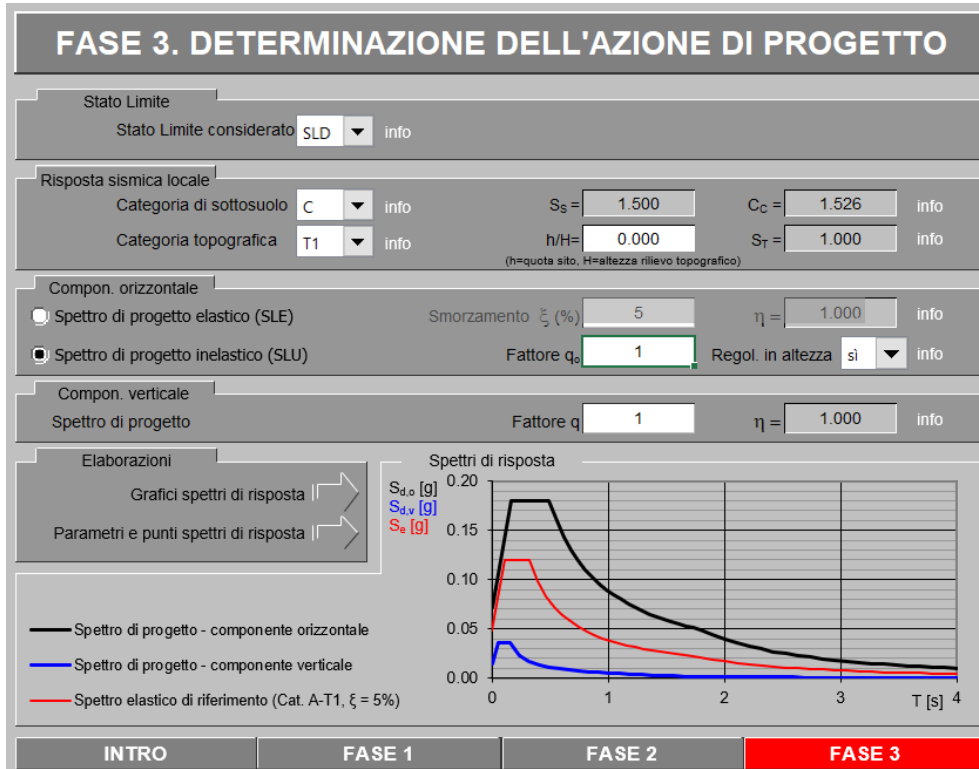 FASE 3. DETERMINAZIONE DELL'AZIONE DI PROGETTO
Stato Limite
Stato Limite considerato SLD info
Risposta sismica locale
Categoria di sottosuolo C info SS = 1.500 CC = 1.526 info
Categoria topografica T1 info h/H= 0.000 ST = 1.000 info
(h=quota sito, H=altezza rilievo topografico)
Compon. orizzontale
Spettro di progetto elastico (SLE) Smorzamento ξ (%) 5 η = 1.000 info
Spettro di progetto inelastico (SLU) Fattore qo 1 Regol. in altezza sì info
Compon. verticale
Spettro di progetto Fattore q 1 η = 1.000 info
Elaborazioni
Grafici spettri di risposta
Parametri e punti spettri di risposta
Spettri di risposta
Sd,o [g]
Sd,v [g]
Se [g]
0.20
0.15
0.10
0.05
0.00
0 1 2 3 T [s] 4
Spettro di progetto - componente orizzontale
Spettro di progetto - componente verticale
Spettro elastico di riferimento (Cat. A-T1, ξ = 5%)
INTRO FASE 1 FASE 2 FASE 3